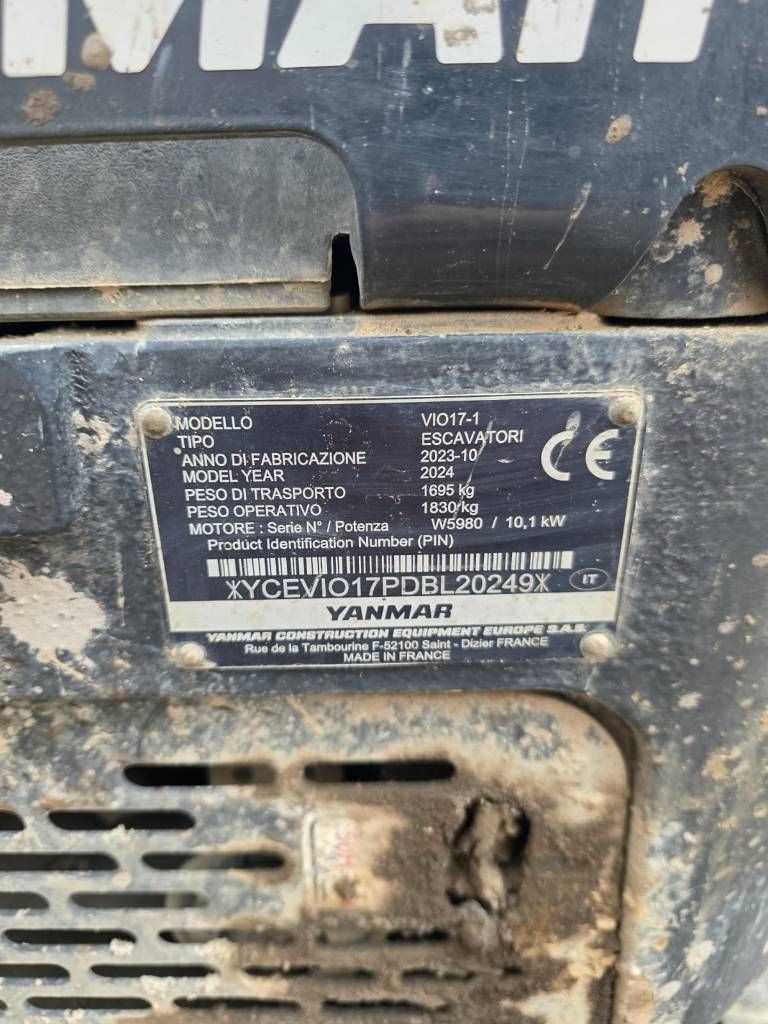 MODELLO VIO17-1
TIPO ESCAVATORI
ANNO DI FABRICAZIONE 2023-10
MODEL YEAR 2024
PESO DI TRASPORTO 1695 kg
PESO OPERATIVO 1830 kg
MOTORE : Serie N° / Potenza W5980 / 10,1 kW
CE
Product Identification Number (PIN)
*YCEVIO17PDBL20249*
IT
YANMAR
YANMAR CONSTRUCTION EQUIPMENT EUROPE S.A.S.
Rue de la Tambourine F-52100 Saint - Dizier FRANCE
MADE IN FRANCE